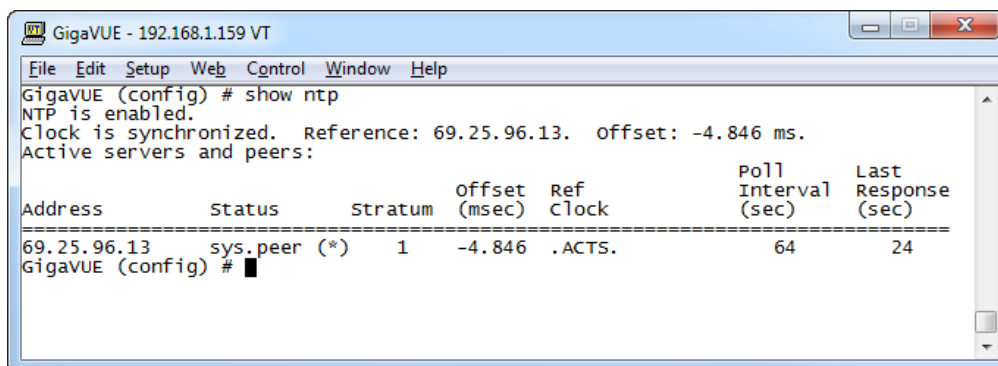 GigaVUE - 192.168.1.159 VT
File Edit Setup Web Control Window Help
GigaVUE (config) # show ntp
NTP is enabled.
Clock is synchronized.  Reference: 69.25.96.13.  Offset: -4.846 ms.
Active servers and peers:
Poll Last
Offset Ref Interval Response
Address Status Stratum (msec) Clock (sec) (sec)
================================================================================
69.25.96.13 sys.peer (*) 1 -4.846 .ACTS. 64 24
GigaVUE (config) #